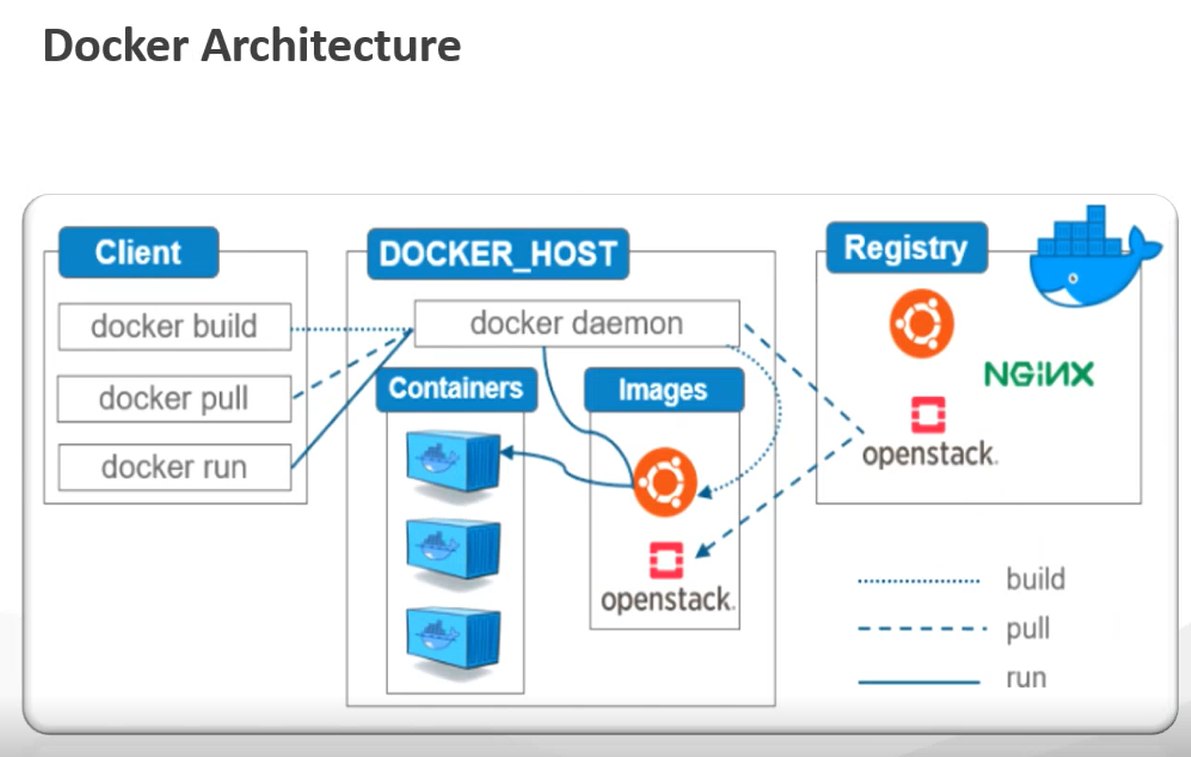 Docker Architecture
Client
docker build
docker pull
docker run
DOCKER_HOST
docker daemon
Containers
Images
openstack.
Registry
NGiNX
openstack.
build
pull
run